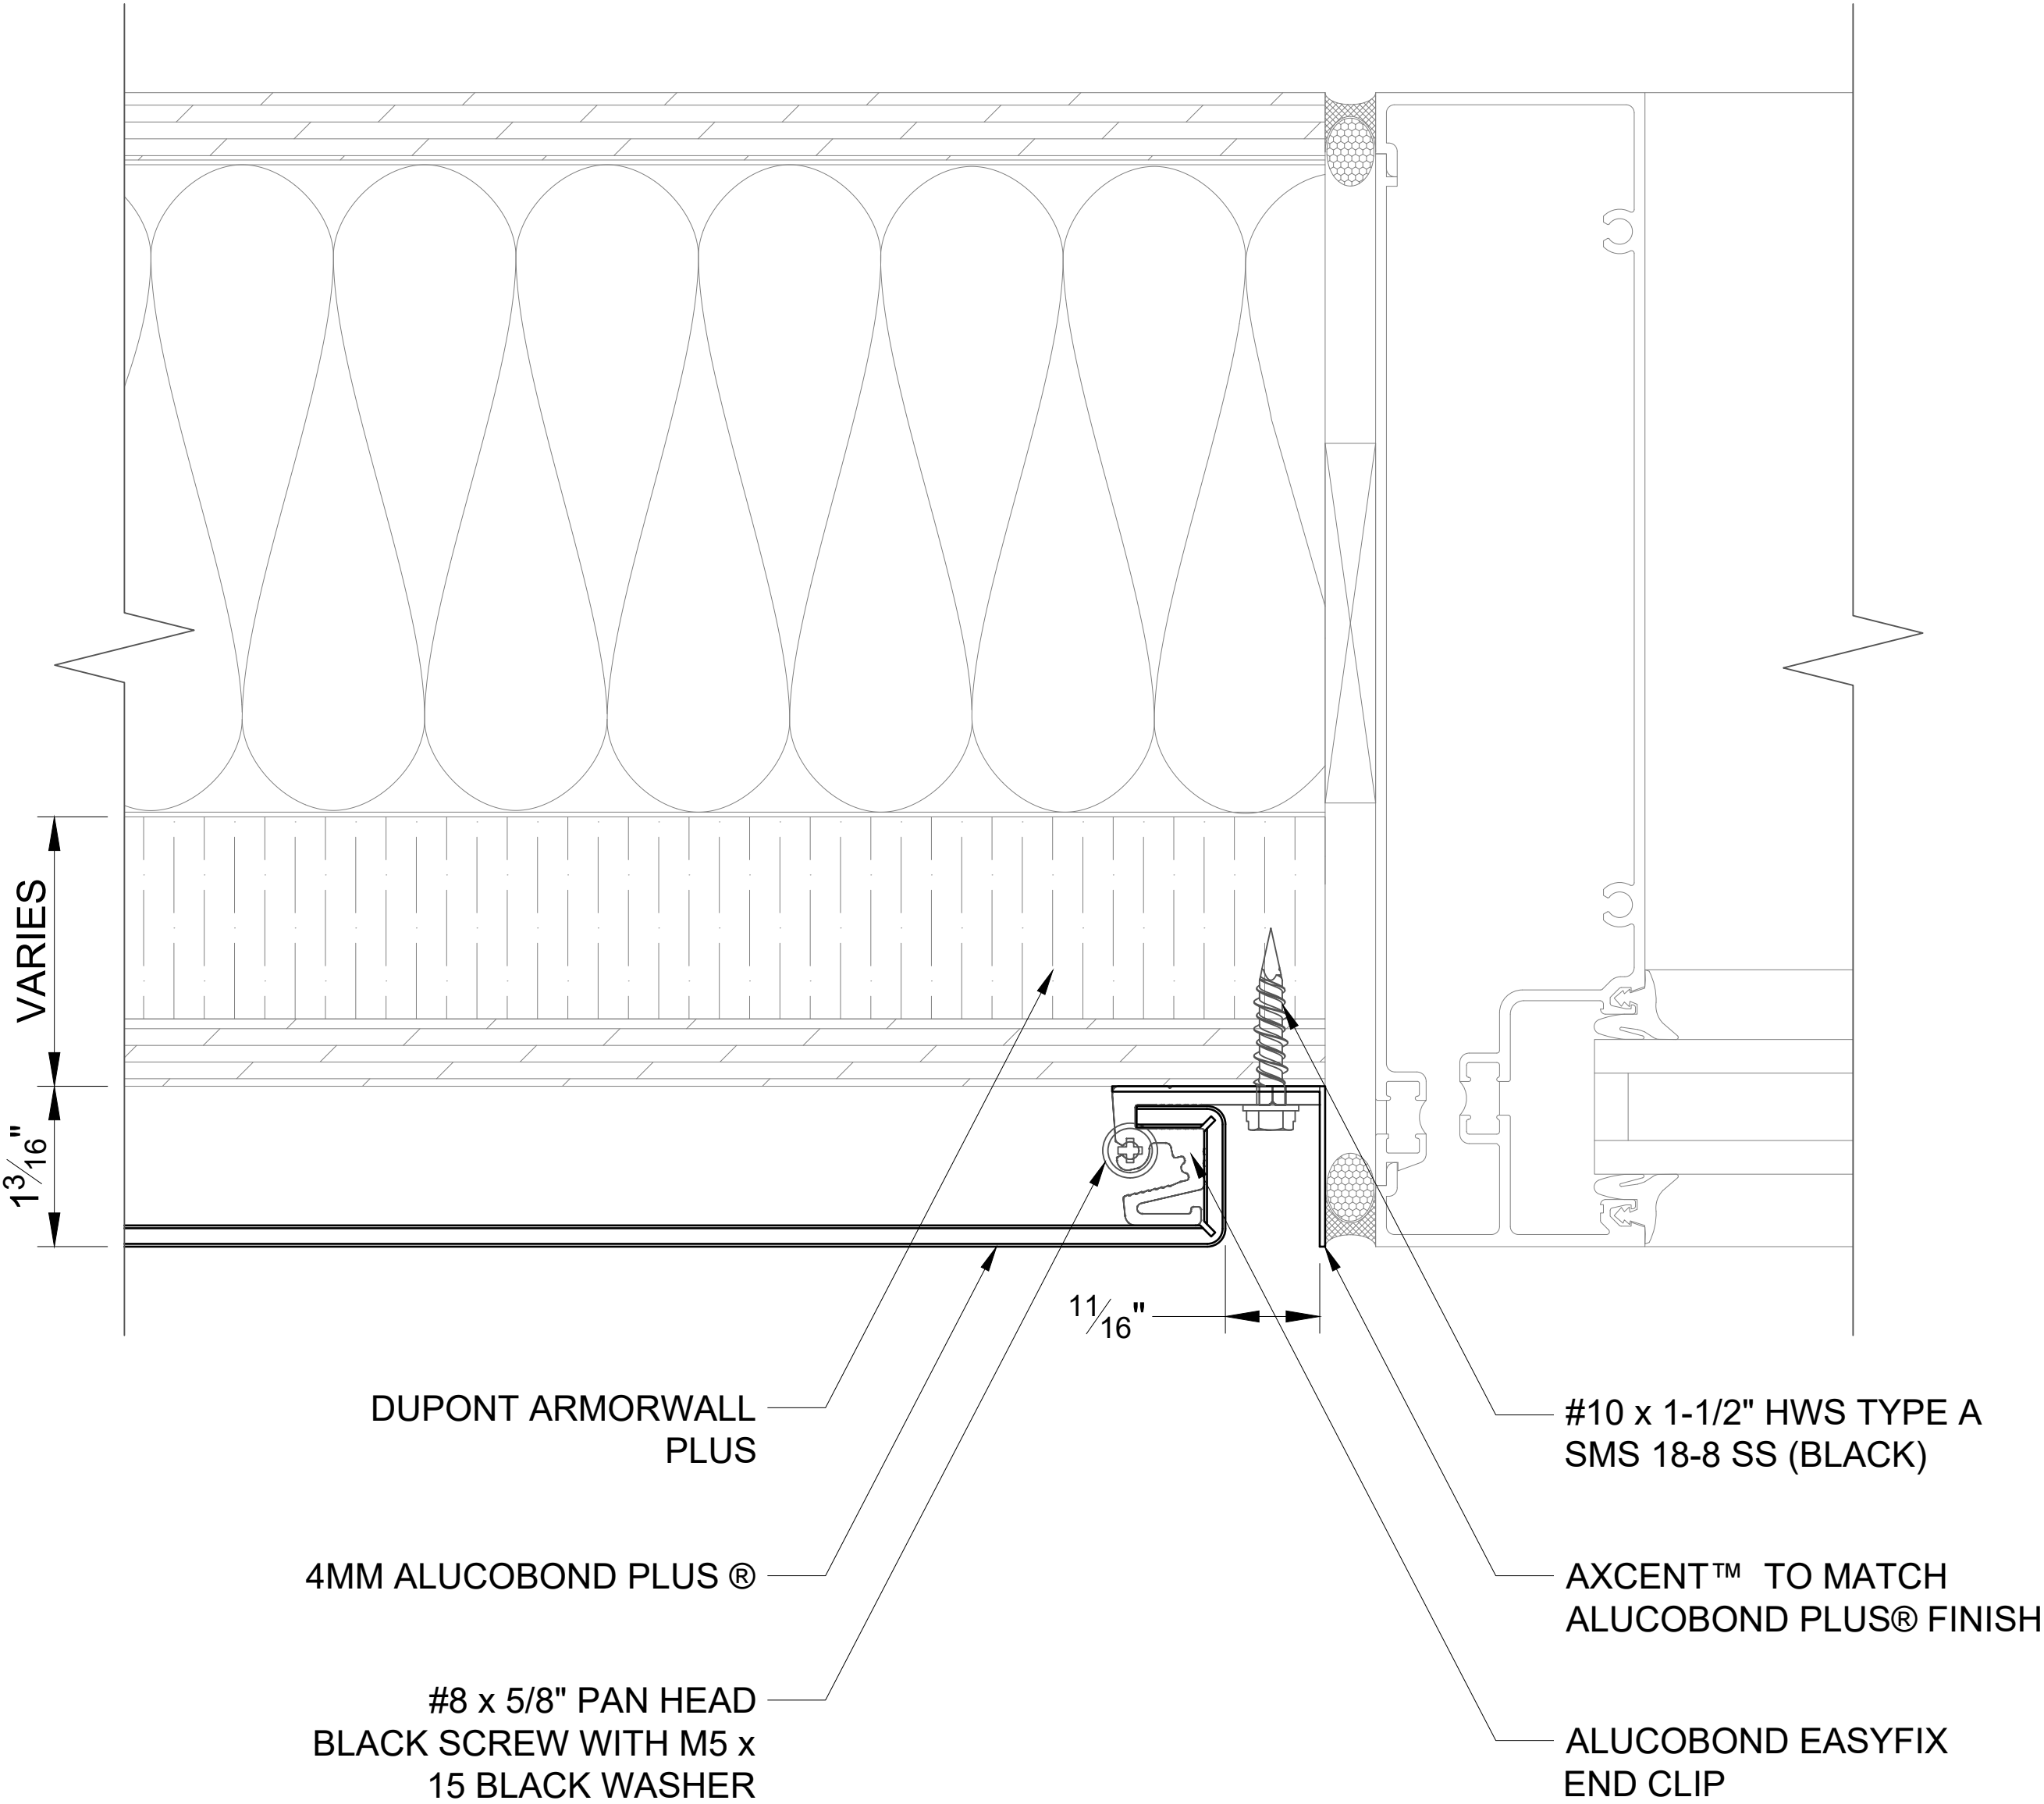 VARIES
1 3/16"
11/16"
DUPONT ARMORWALL
PLUS
4MM ALUCOBOND PLUS ®
#8 x 5/8" PAN HEAD
BLACK SCREW WITH M5 x
15 BLACK WASHER
#10 x 1-1/2" HWS TYPE A
SMS 18-8 SS (BLACK)
AXCENT™ TO MATCH
ALUCOBOND PLUS® FINISH
ALUCOBOND EASYFIX
END CLIP